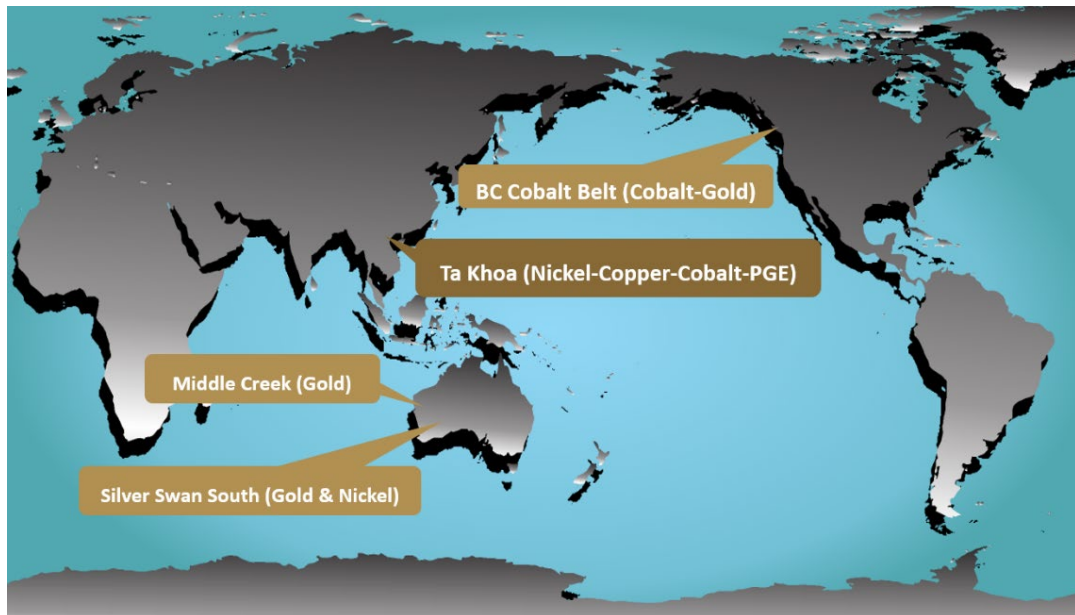 BC Cobalt Belt (Cobalt-Gold)
Ta Khoa (Nickel-Copper-Cobalt-PGE)
Middle Creek (Gold)
Silver Swan South (Gold & Nickel)